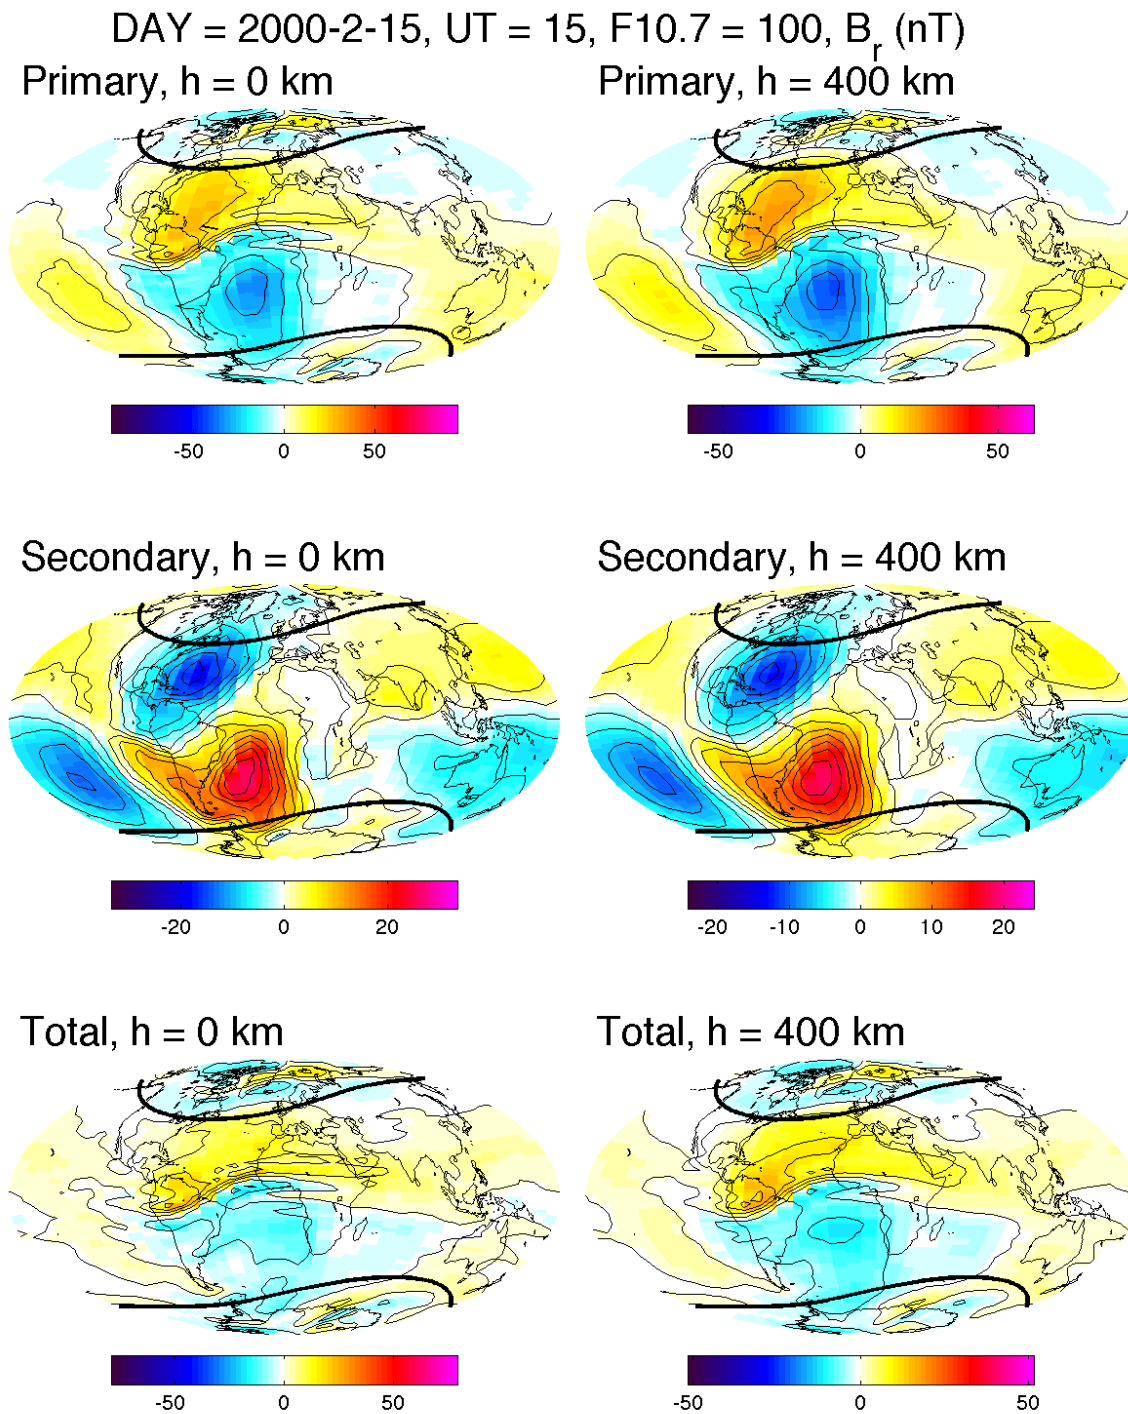 DAY = 2000-2-15, UT = 15, F10.7 = 100, B_r (nT)
Primary, h = 0 km
Primary, h = 400 km
-50 0 50
-50 0 50
Secondary, h = 0 km
Secondary, h = 400 km
-20 0 20
-20 -10 0 10 20
Total, h = 0 km
Total, h = 400 km
-50 0 50
-50 0 50